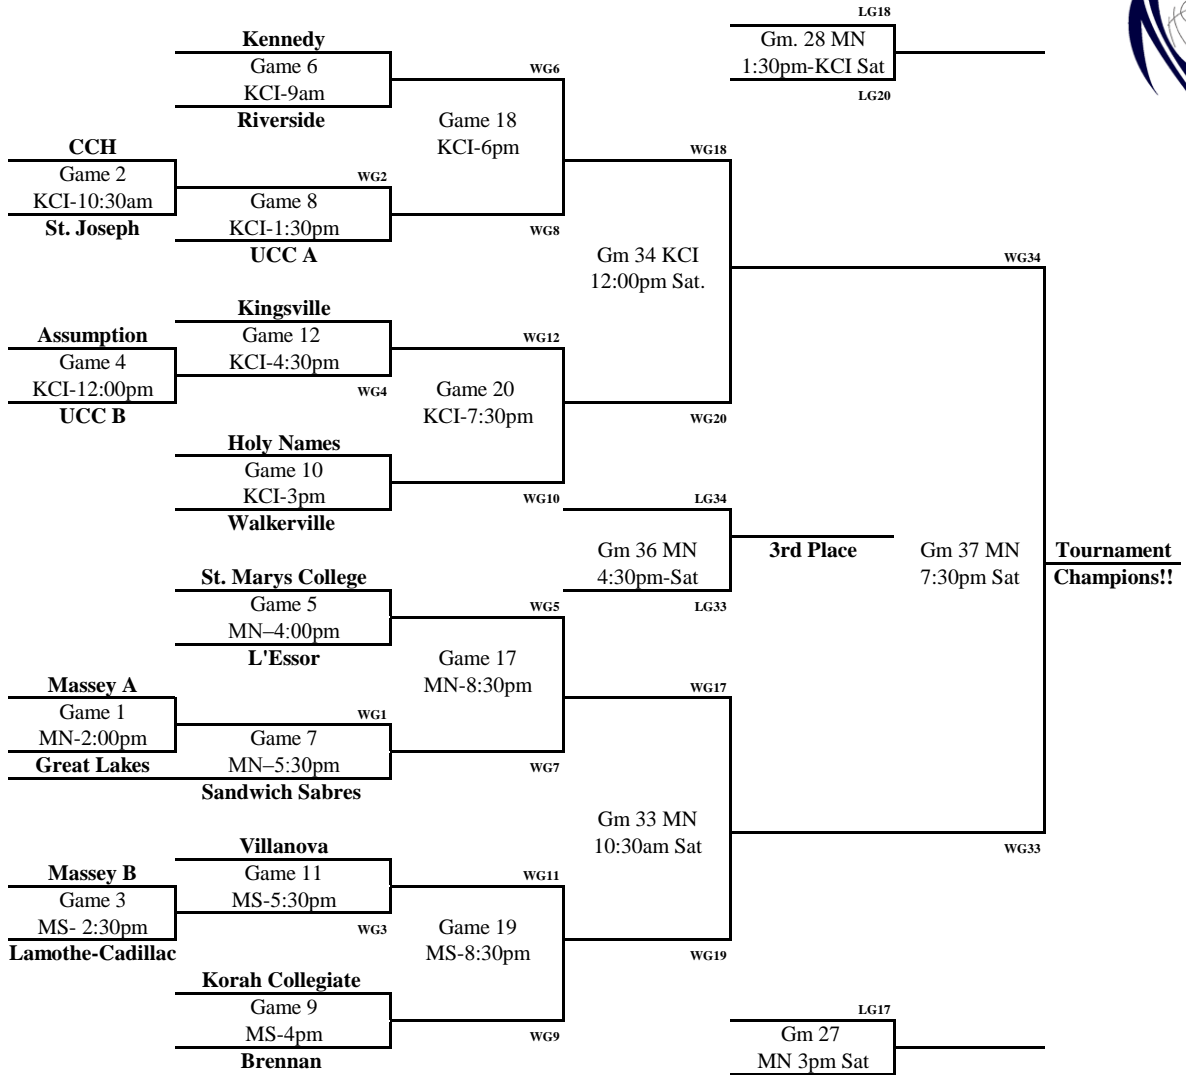 LG18
Kennedy
Gm. 28 MN
Game 6
WG6
1:30pm-KCI Sat
KCI-9am
LG20
Riverside
Game 18
CCH
KCI-6pm
WG18
Game 2
WG2
KCI-10:30am
Game 8
St. Joseph
KCI-1:30pm
WG8
UCC A
Gm 34 KCI
WG34
12:00pm Sat.
Kingsville
Assumption
Game 12
WG12
Game 4
KCI-4:30pm
KCI-12:00pm
WG4
Game 20
UCC B
KCI-7:30pm
WG20
Holy Names
Game 10
KCI-3pm
WG10
LG34
Walkerville
Gm 36 MN
3rd Place
Gm 37 MN
Tournament
St. Marys College
4:30pm-Sat
7:30pm Sat
Champions!!
Game 5
WG5
LG33
MN–4:00pm
L'Essor
Game 17
Massey A
MN-8:30pm
WG17
Game 1
WG1
MN-2:00pm
Game 7
Great Lakes
MN–5:30pm
WG7
Sandwich Sabres
Gm 33 MN
Villanova
10:30am Sat
WG33
Massey B
Game 11
WG11
Game 3
MS-5:30pm
MS- 2:30pm
WG3
Game 19
Lamothe-Cadillac
MS-8:30pm
WG19
Korah Collegiate
Game 9
LG17
MS-4pm
WG9
Gm 27
Brennan
MN 3pm Sat